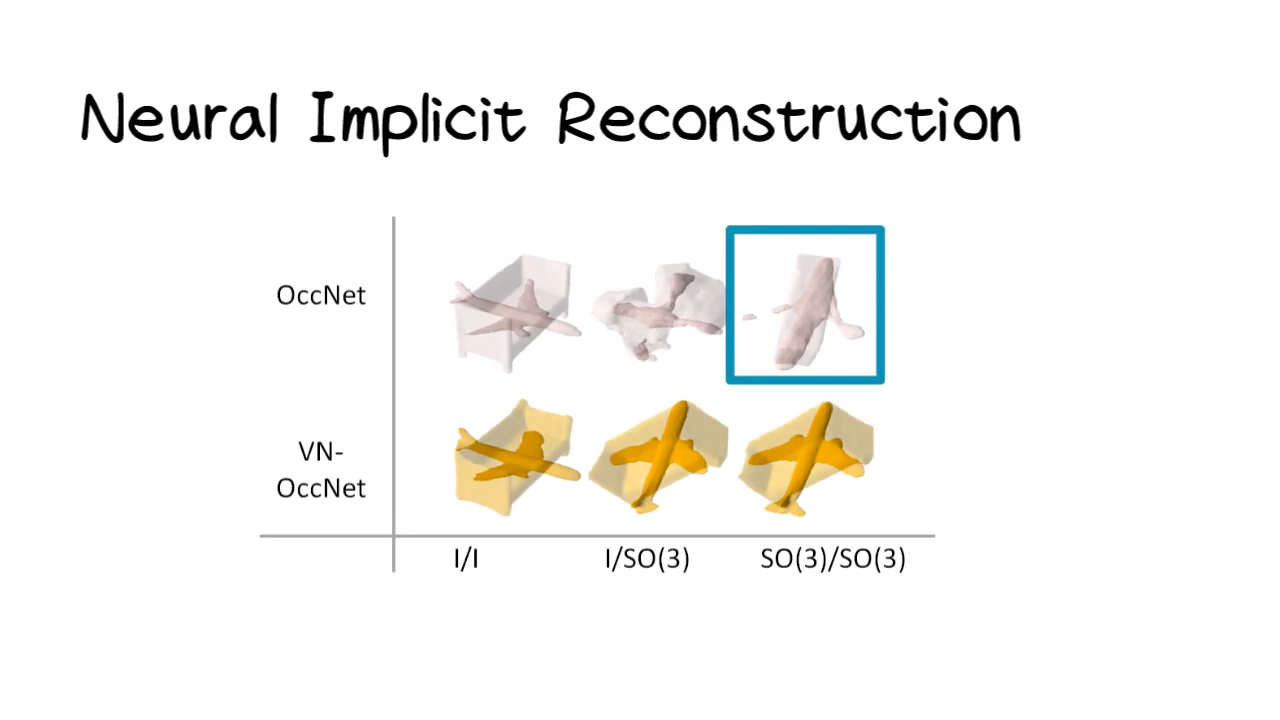 Neural Implicit Reconstruction
OccNet
VN-
OccNet
I/I
I/SO(3)
SO(3)/SO(3)